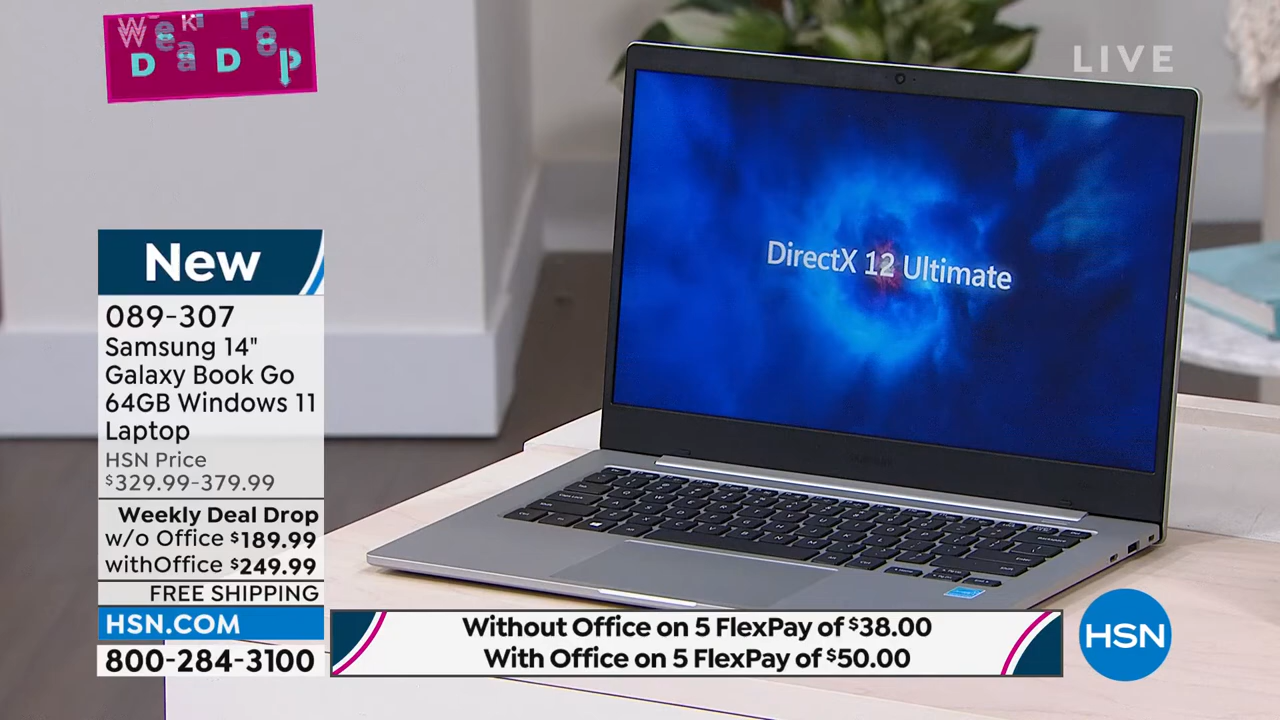 Week r
DeaDr8p
LIVE
DirectX 12 Ultimate
New
089-307
Samsung 14"
Galaxy Book Go
64GB Windows 11
Laptop
HSN Price
$329.99-379.99
Weekly Deal Drop
w/o Office $189.99
withOffice $249.99
FREE SHIPPING
HSN.COM
800-284-3100
Without Office on 5 FlexPay of $38.00
With Office on 5 FlexPay of $50.00
HSN